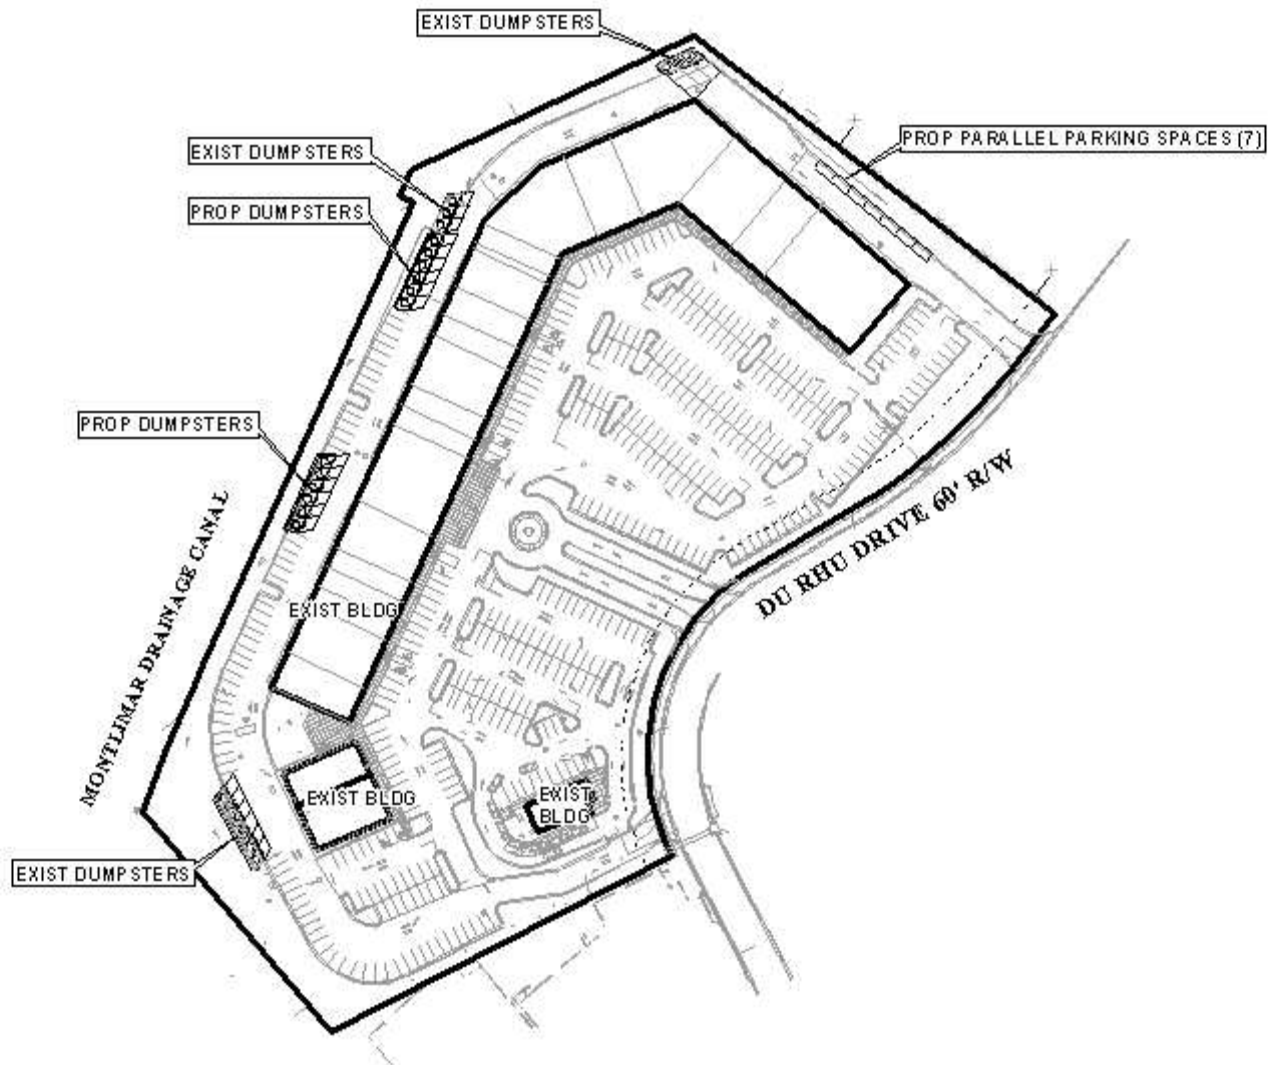 EXIST DUMPSTERS
PROP PARALLEL PARKING SPACES (7)
EXIST DUMPSTERS
PROP DUMPSTERS
PROP DUMPSTERS
MONTLIMAR DRAINAGE CANAL
DU RHU DRIVE 60' R/W
EXIST BLDG
EXIST BLDG
EXIST
BLDG
EXIST DUMPSTERS